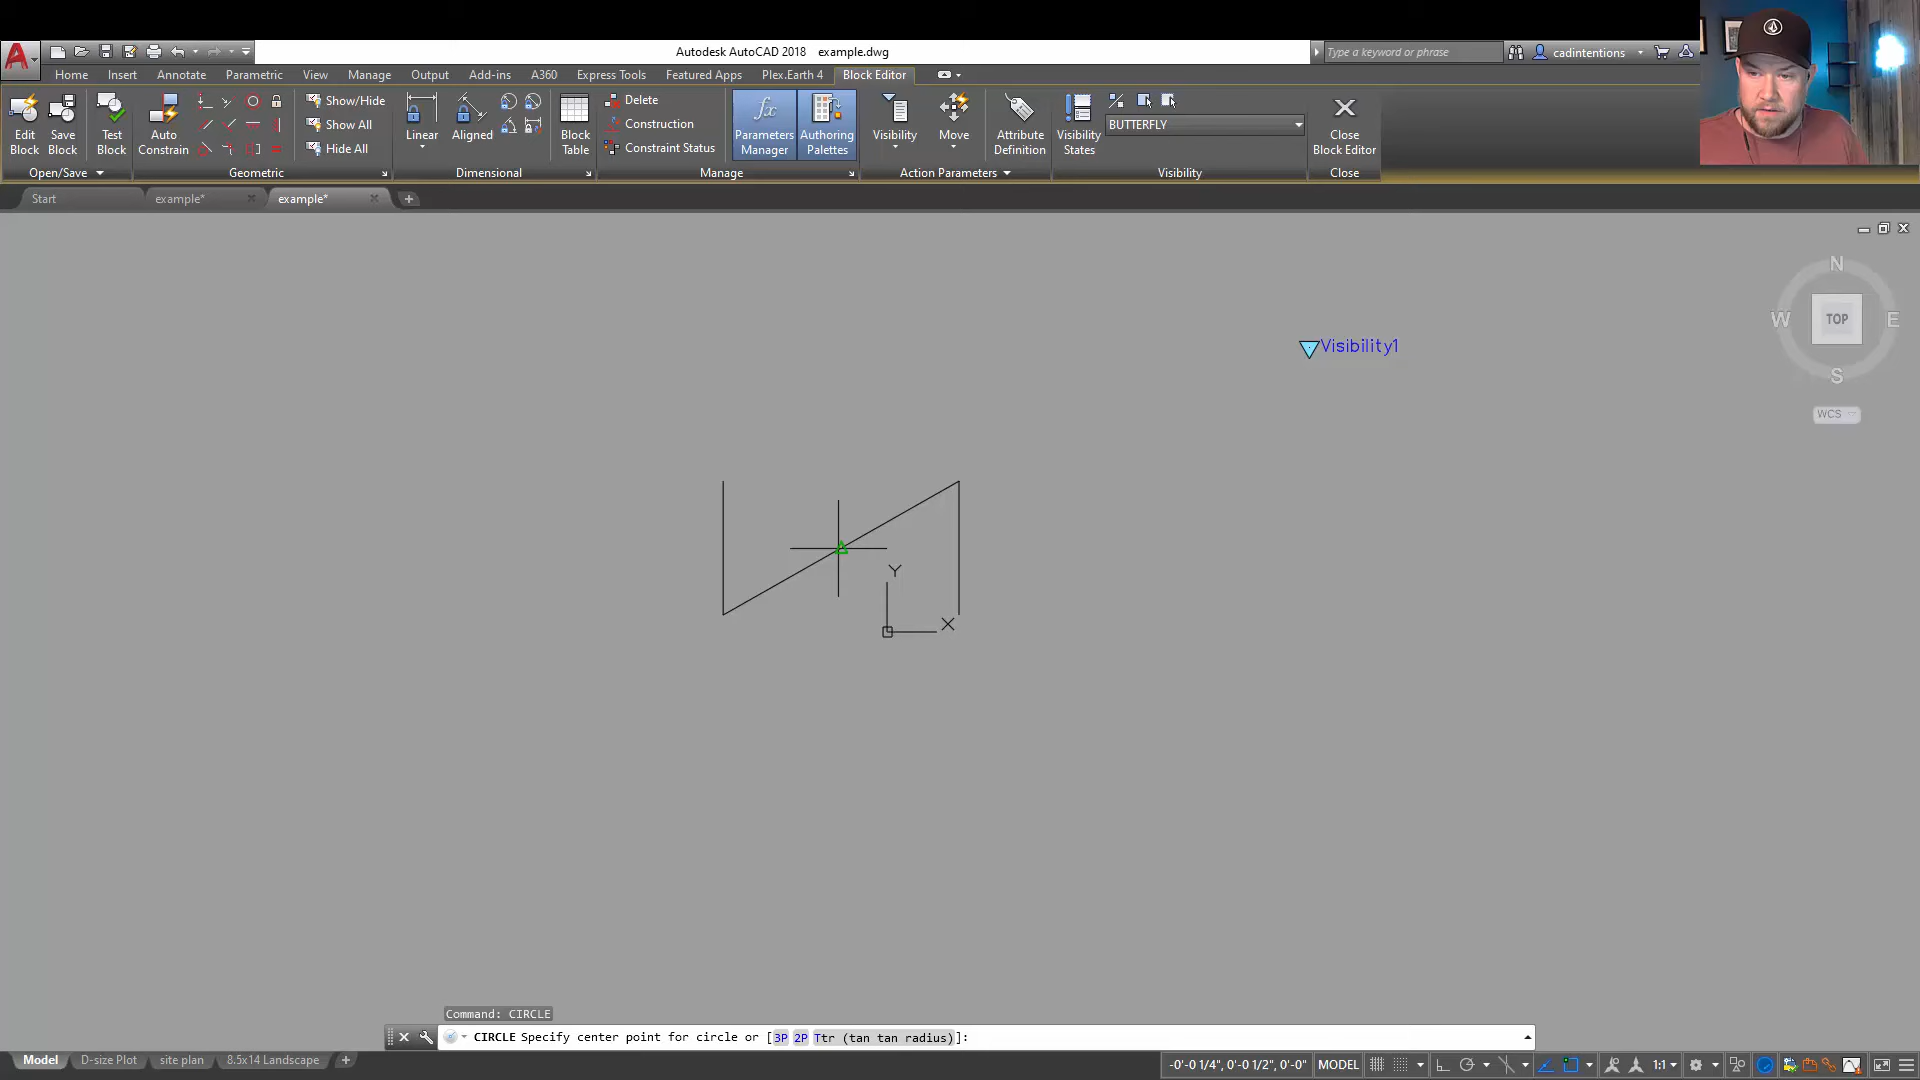 Autodesk AutoCAD 2018 example.dwg
Type a keyword or phrase
cadintentions
Home Insert Annotate Parametric View Manage Output Add-ins A360 Express Tools Featured Apps Plex.Earth 4 Block Editor
Edit Block
Save Block
Test Block
Auto Constrain
Show/Hide
Show All
Hide All
Linear
Aligned
Block Table
Delete
Construction
Constraint Status
Parameters Manager
Authoring Palettes
Visibility
Move
Attribute Definition
Visibility States
BUTTERFLY
Close Block Editor
Open/Save Geometric Dimensional Manage Action Parameters Visibility Close
Start example* example*
N
W TOP E
S
WCS
Visibility1
Y
X
Command: CIRCLE
CIRCLE Specify center point for circle or [3P 2P Ttr (tan tan radius)]:
Model D-size Plot site plan 8.5x14 Landscape
-0'-0 1/4", 0'-0 1/2", 0'-0" MODEL 1:1